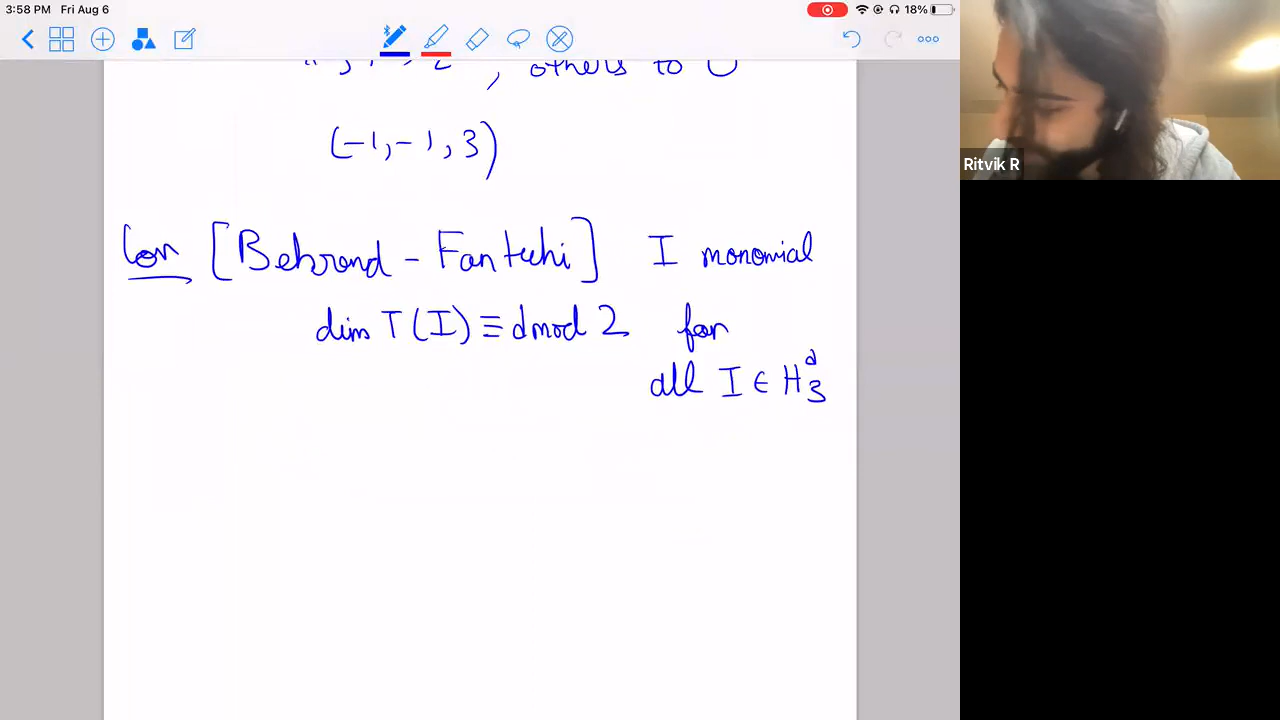 3:58 PM Fri Aug 6
18%
, others to 0
(-1,-1,3)
Cor [Behrend - Fantechi] I monomial
dim T(I) ≡ d mod 2 for
all I ∈ H₃ᵈ
Ritvik R